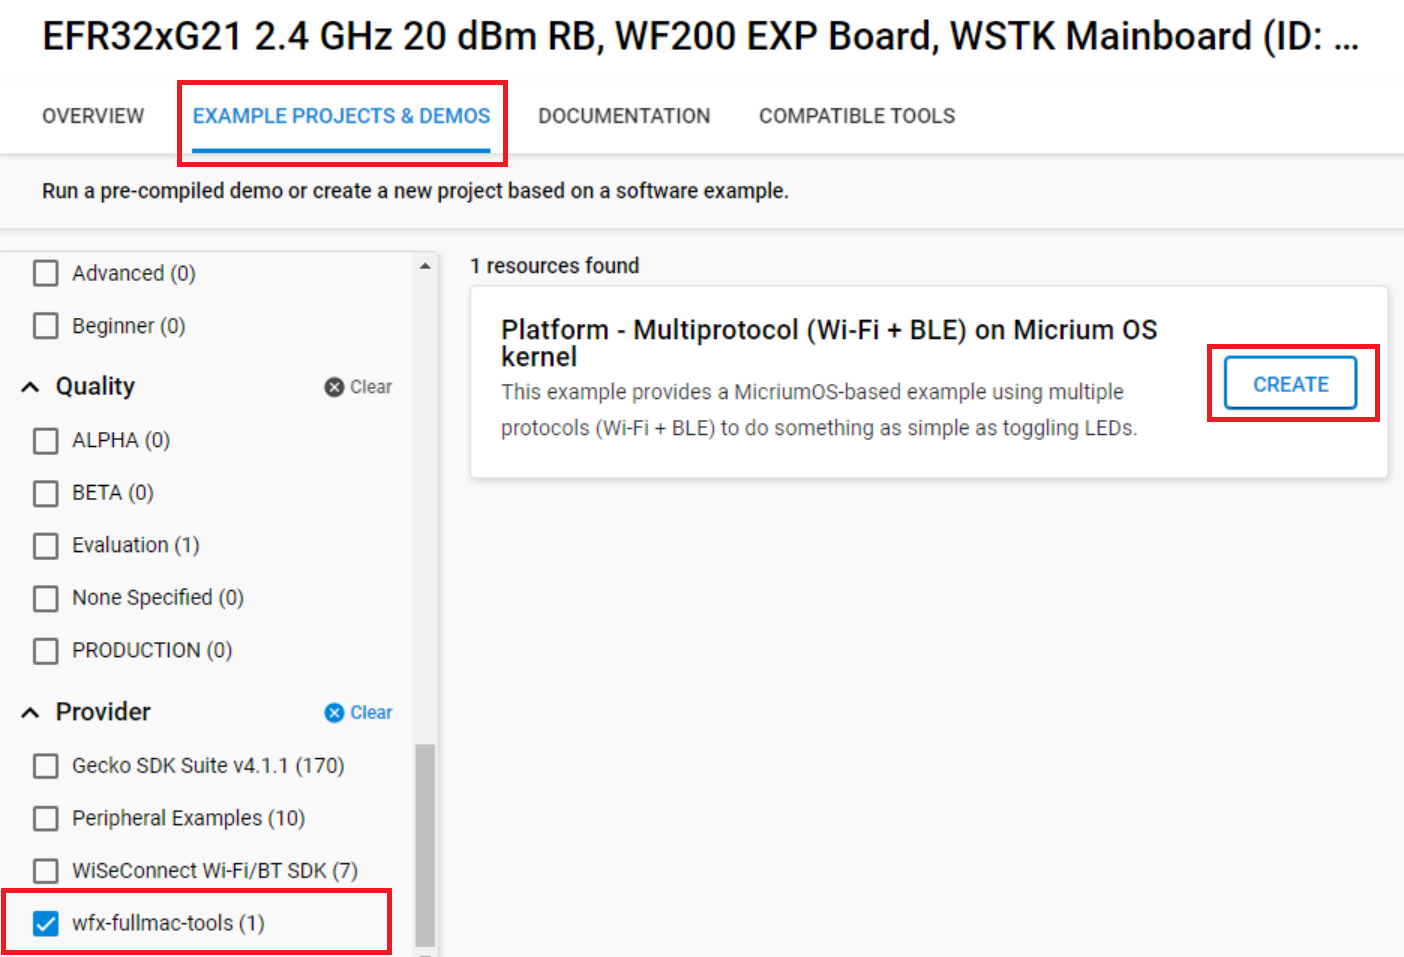 EFR32xG21 2.4 GHz 20 dBm RB, WF200 EXP Board, WSTK Mainboard (ID: ...
OVERVIEW
EXAMPLE PROJECTS & DEMOS
DOCUMENTATION
COMPATIBLE TOOLS
Run a pre-compiled demo or create a new project based on a software example.
Advanced (0)
Beginner (0)
Quality
Clear
ALPHA (0)
BETA (0)
Evaluation (1)
None Specified (0)
PRODUCTION (0)
Provider
Clear
Gecko SDK Suite v4.1.1 (170)
Peripheral Examples (10)
WiSeConnect Wi-Fi/BT SDK (7)
wfx-fullmac-tools (1)
1 resources found
Platform - Multiprotocol (Wi-Fi + BLE) on Micrium OS
kernel
This example provides a MicriumOS-based example using multiple
protocols (Wi-Fi + BLE) to do something as simple as toggling LEDs.
CREATE